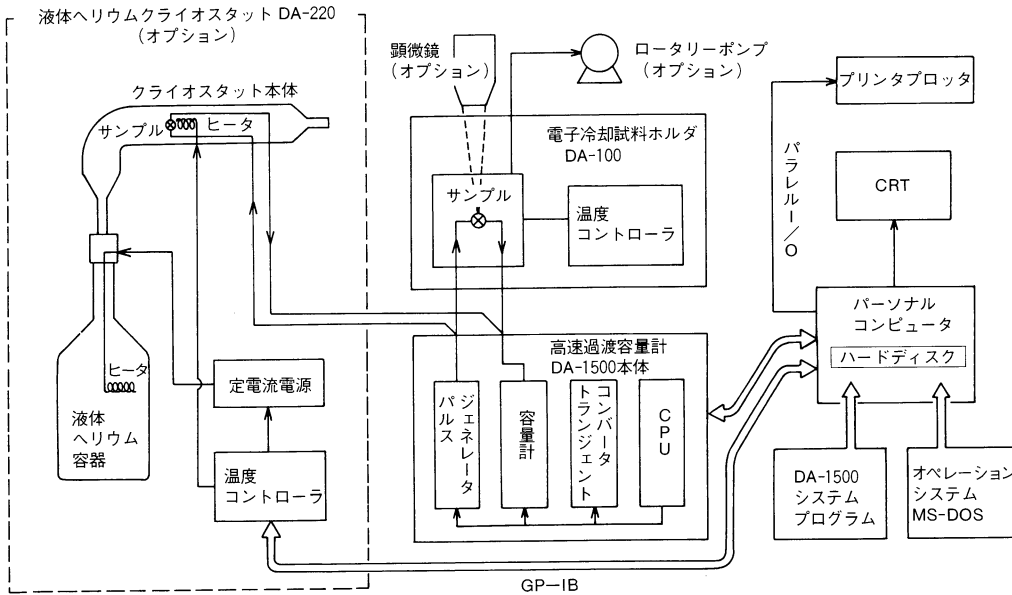 液体ヘリウムクライオスタット DA-220
(オプション)
クライオスタット本体
サンプル
ヒータ
ヒータ
液体
ヘリウム
容器
定電流電源
温度
コントローラ
顕微鏡
(オプション)
ロータリーポンプ
(オプション)
電子冷却試料ホルダ
DA-100
サンプル
温度
コントローラ
高速過渡容量計
DA-1500本体
パルス
ジェネレータ
容量計
トランジェント
コンバータ
CPU
GP-IB
プリンタプロッタ
パラレルI/O
CRT
パーソナル
コンピュータ
ハードディスク
DA-1500
システム
プログラム
オペレーション
システム
MS-DOS